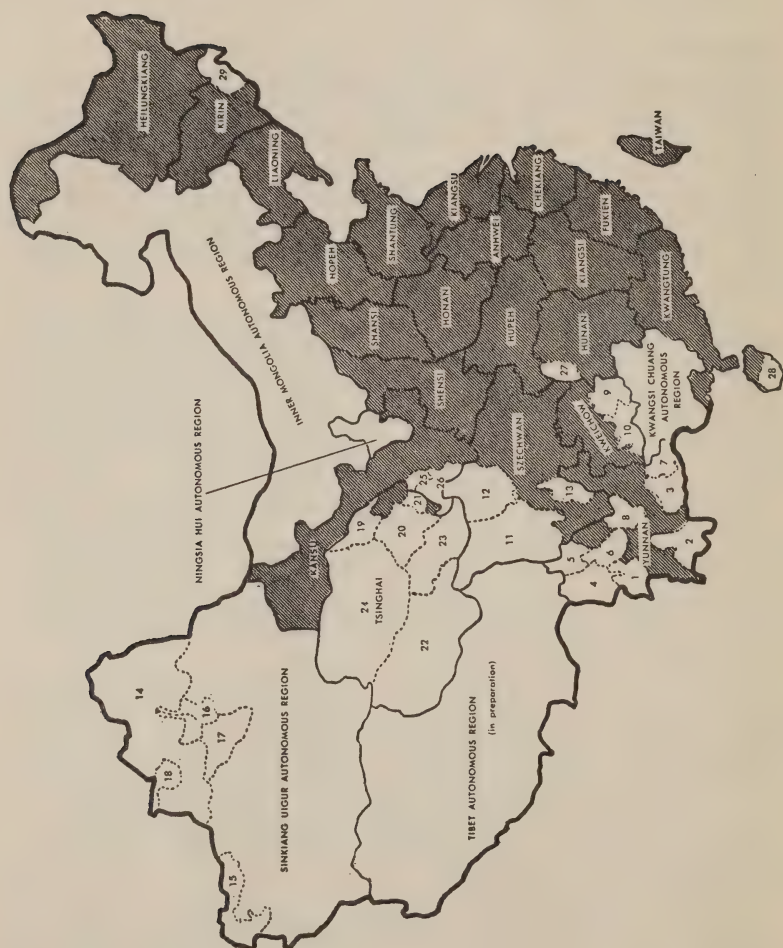 HEILUNGKIANG
29
KIRIN
LIAONING
INNER MONGOLIA AUTONOMOUS REGION
NINGSIA HUI AUTONOMOUS REGION
HOPEH
SHANTUNG
SHANSI
KIANGSU
HONAN
ANHWEI
SHENSI
HUPEH
CHEKIANG
TAIWAN
KIANGSI
FUKIEN
HUNAN
KWANGTUNG
27
KWEICHOW
9
10
KWANGSI CHUANG
AUTONOMOUS
REGION
28
SZECHWAN
13
12
11
7
3
8
YUNNAN
2
5
6
4
1
KANSU
25
26
21
19
20
23
24
TSINGHAI
22
14
16
17
18
15
SINKIANG UIGUR AUTONOMOUS REGION
TIBET AUTONOMOUS REGION
(in preparation)